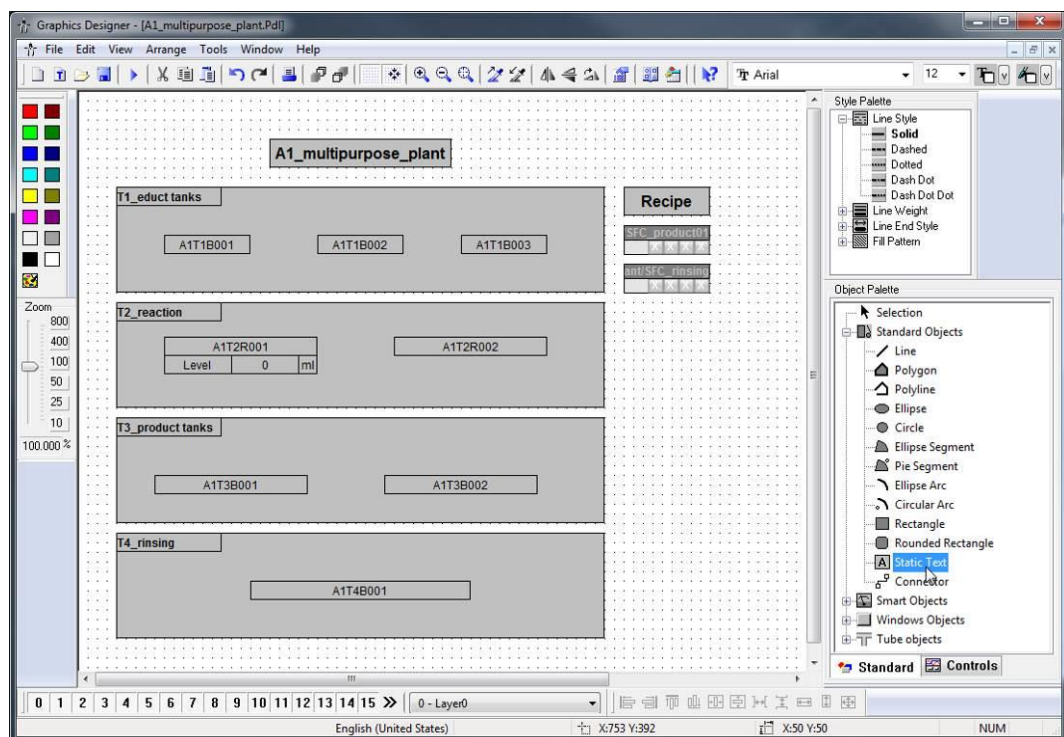 Graphics Designer - [A1_multipurpose_plant.Pdl]
File Edit View Arrange Tools Window Help
Arial 12
Zoom
800
400
100
50
25
10
100.000 %
A1_multipurpose_plant
T1_educt tanks
A1T1B001 A1T1B002 A1T1B003
Recipe
SFC_product01
ant/SFC_rinsing
T2_reaction
A1T2R001 A1T2R002
Level 0 ml
T3_product tanks
A1T3B001 A1T3B002
T4_rinsing
A1T4B001
Style Palette
Line Style
Solid
Dashed
Dotted
Dash Dot
Dash Dot Dot
Line Weight
Line End Style
Fill Pattern
Object Palette
Selection
Standard Objects
Line
Polygon
Polyline
Ellipse
Circle
Ellipse Segment
Pie Segment
Ellipse Arc
Circular Arc
Rectangle
Rounded Rectangle
A Static Text
Connector
Smart Objects
Windows Objects
Tube objects
Standard Controls
0 1 2 3 4 5 6 7 8 9 10 11 12 13 14 15 0 - Layer0
English (United States) X:753 Y:392 X:50 Y:50 NUM